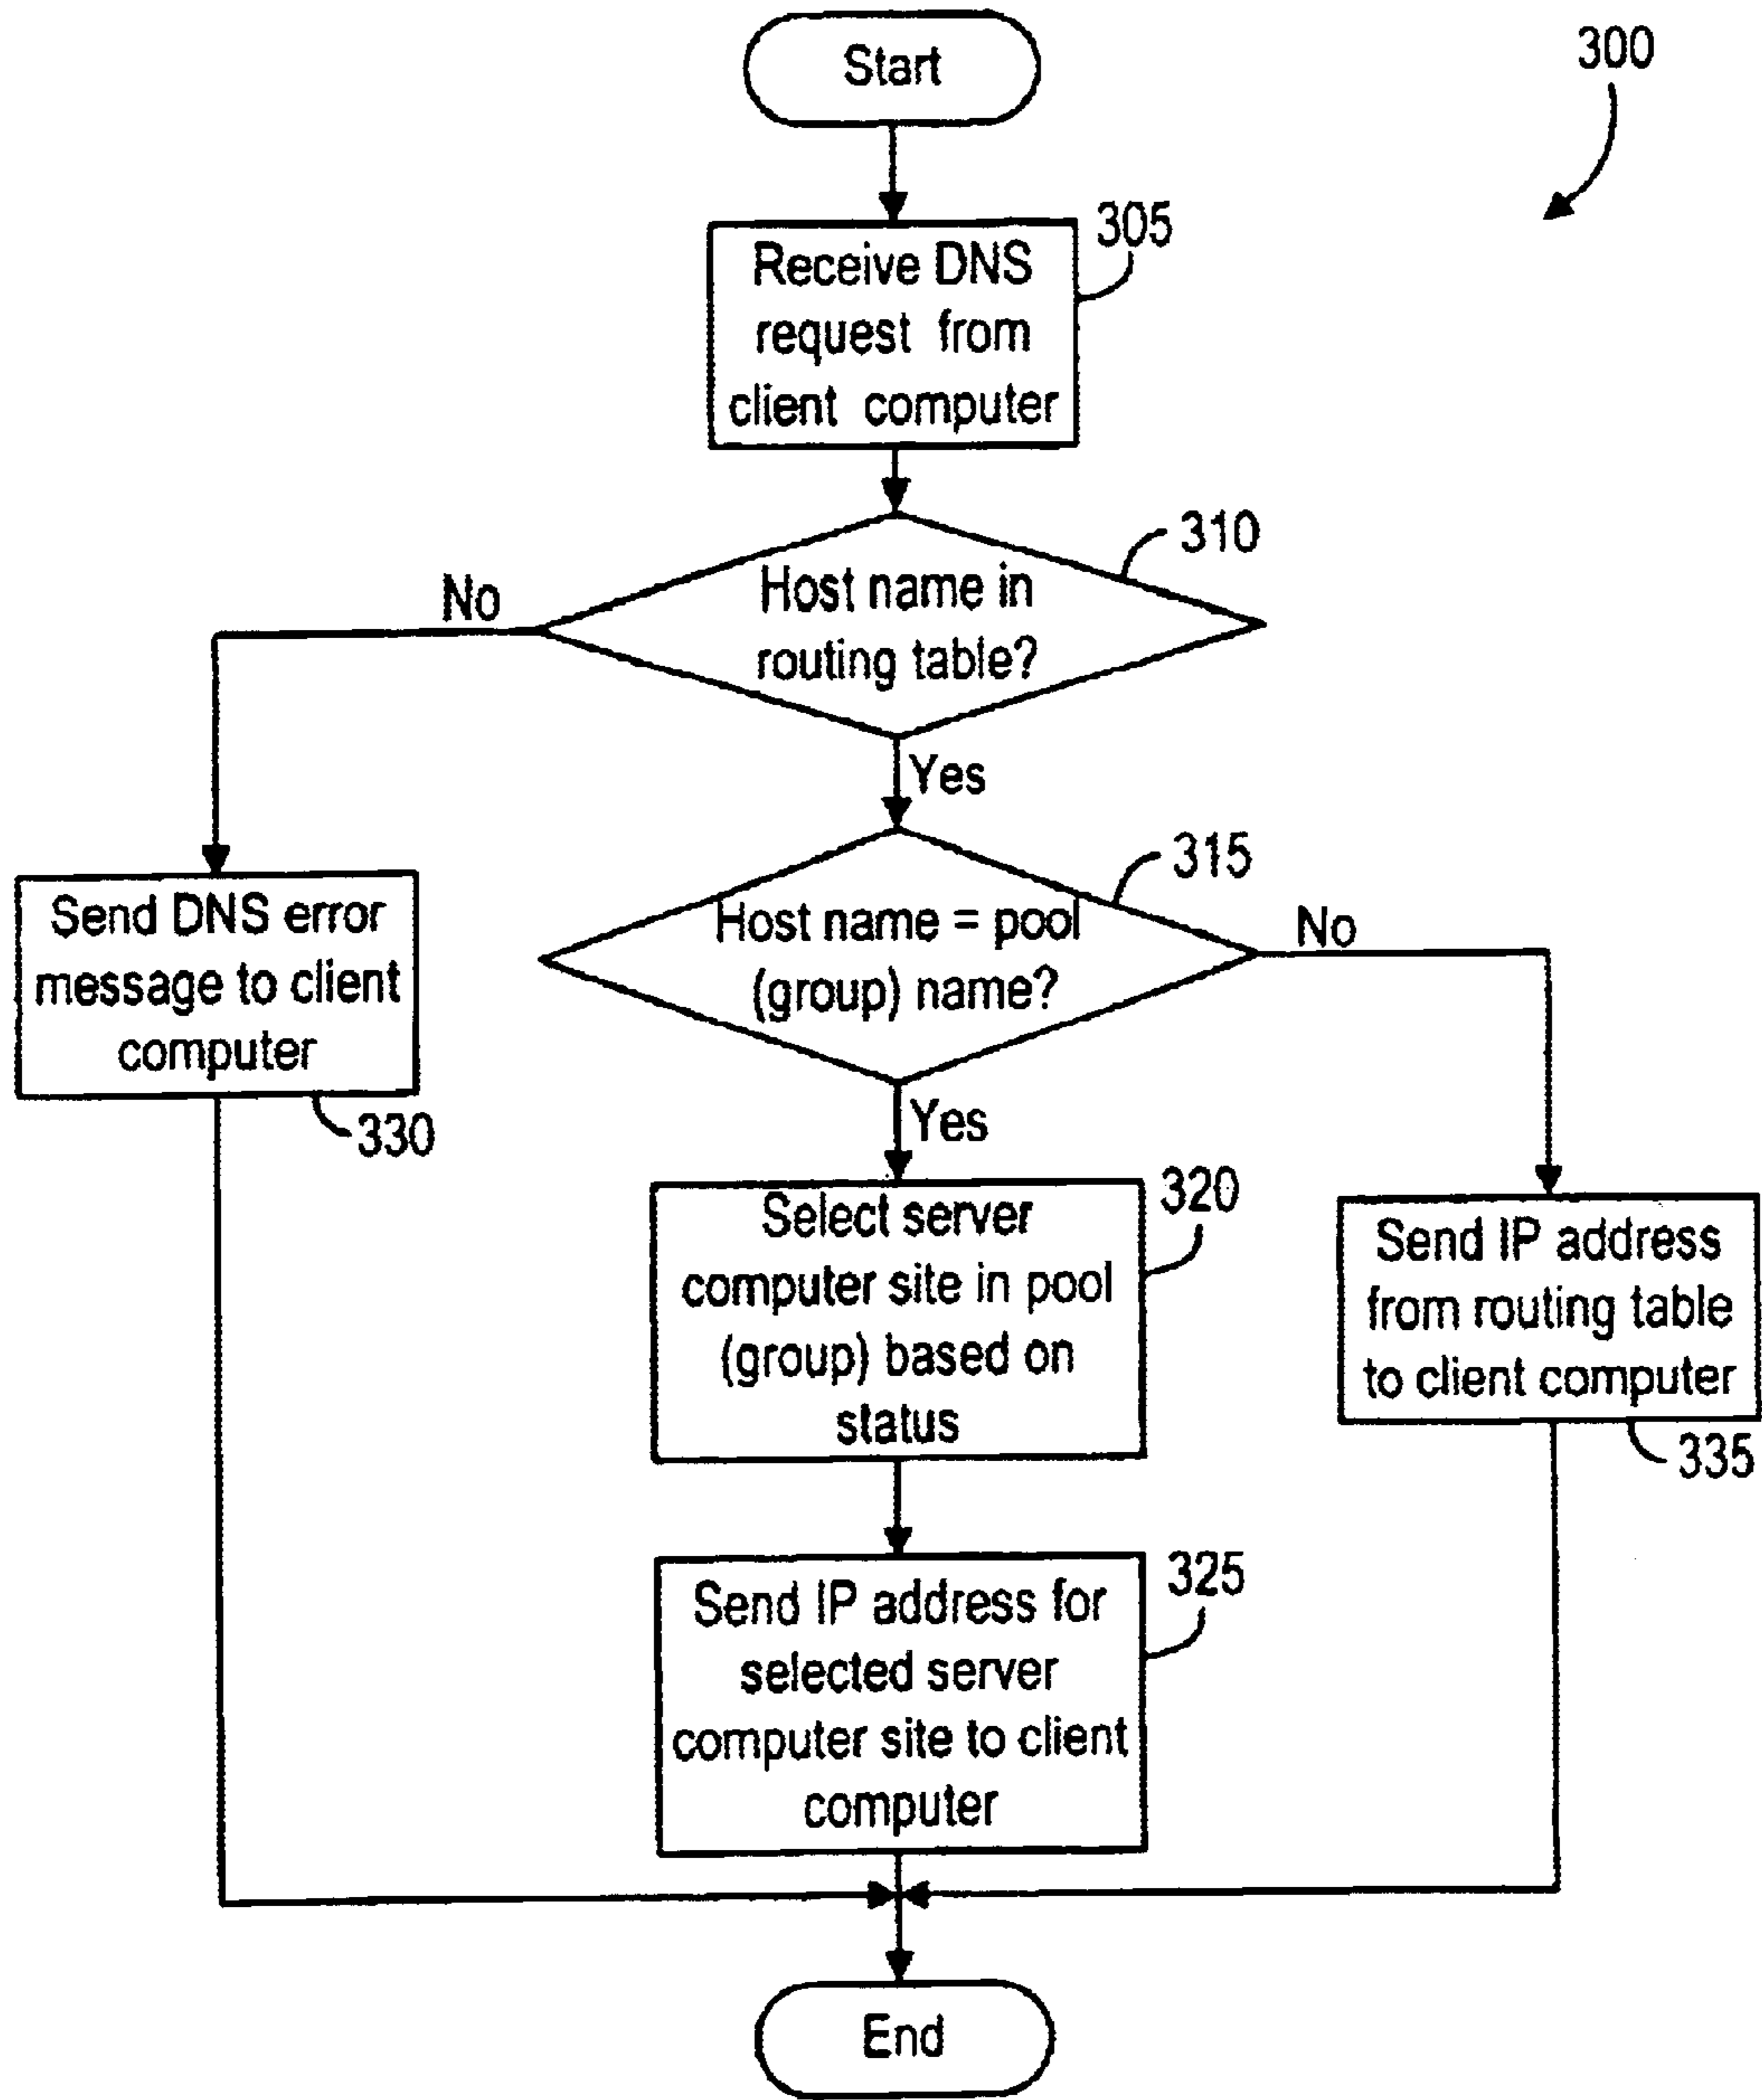 Start
300
Receive DNS
request from
client computer
305
Host name in
routing table?
310
No
Yes
Host name = pool
(group) name?
315
No
Yes
Send DNS error
message to client
computer
330
Select server
computer site in pool
(group) based on
status
320
Send IP address
from routing table
to client computer
335
Send IP address for
selected server
computer site to client
computer
325
End